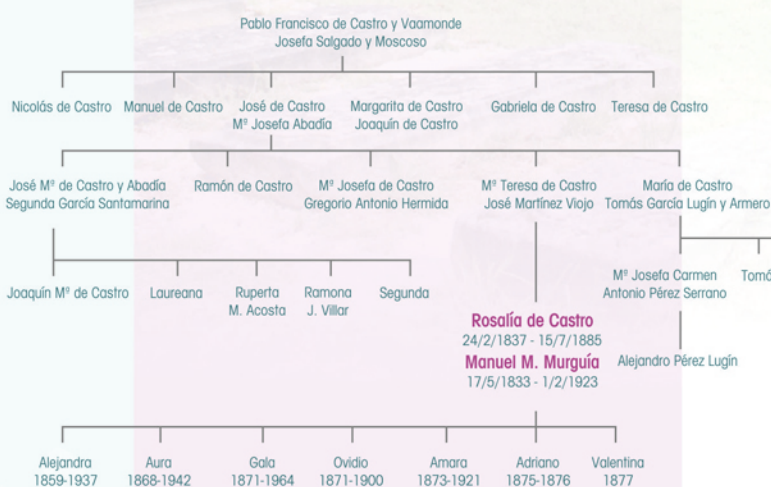 Pablo Francisco de Castro y Vaamonde
Josefa Salgado y Moscoso
Nicolás de Castro
Manuel de Castro
José de Castro
Mª Josefa Abadía
Margarita de Castro
Joaquín de Castro
Gabriela de Castro
Teresa de Castro
José Mª de Castro y Abadía
Segunda García Santamarina
Ramón de Castro
Mª Josefa de Castro
Gregorio Antonio Hermida
Mª Teresa de Castro
José Martínez Viojo
María de Castro
Tomás García Lugín y Armero
Joaquín Mª de Castro
Laureana
Ruperta
M. Acosta
Ramona
J. Villar
Segunda
Mª Josefa Carmen
Antonio Pérez Serrano
Tomá
Rosalía de Castro
24/2/1837 - 15/7/1885
Manuel M. Murguía
17/5/1833 - 1/2/1923
Alejandro Pérez Lugín
Alejandra
1859-1937
Aura
1868-1942
Gala
1871-1964
Ovidio
1871-1900
Amara
1873-1921
Adriano
1875-1876
Valentina
1877